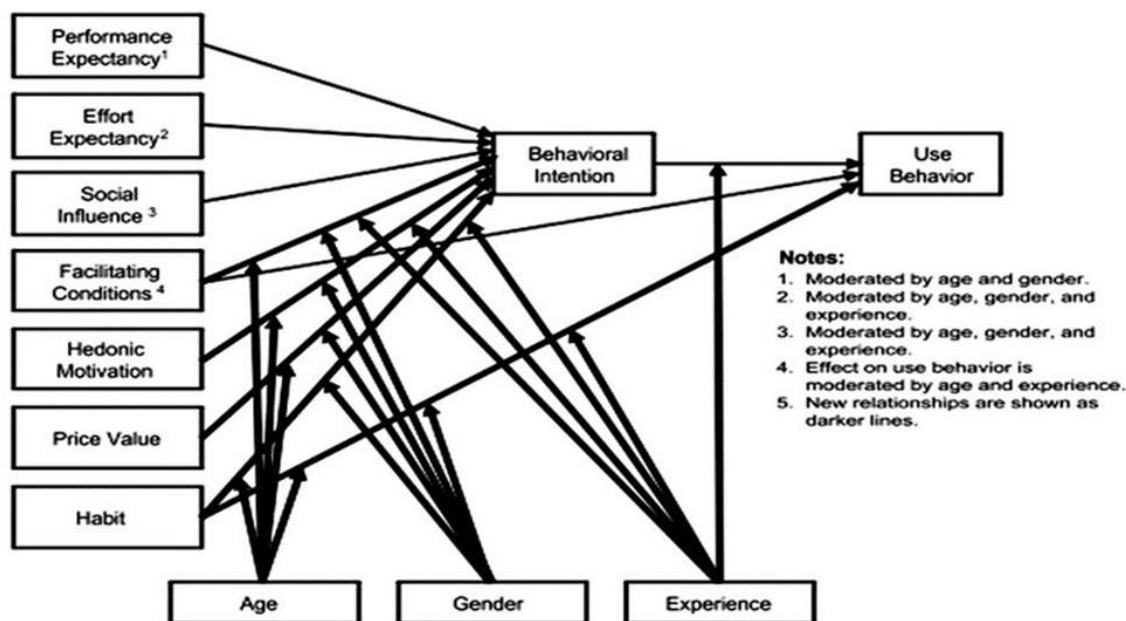 Performance
Expectancy¹
Effort
Expectancy²
Social
Influence ³
Facilitating
Conditions ⁴
Hedonic
Motivation
Price Value
Habit
Behavioral
Intention
Use
Behavior
Notes:
1. Moderated by age and gender.
2. Moderated by age, gender, and
experience.
3. Moderated by age, gender, and
experience.
4. Effect on use behavior is
moderated by age and experience.
5. New relationships are shown as
darker lines.
Age
Gender
Experience